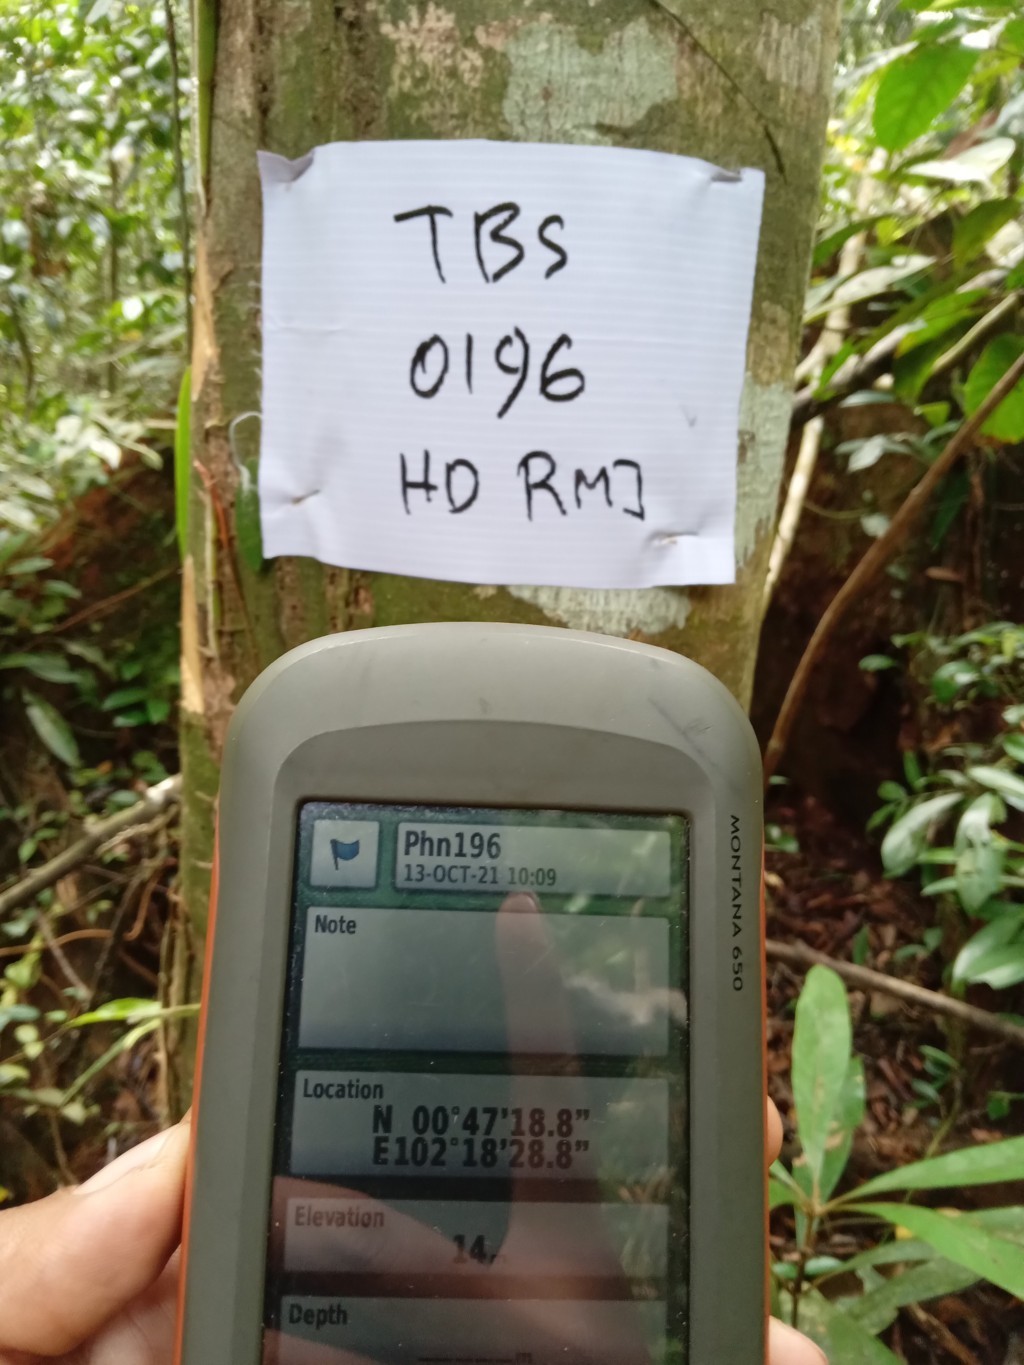 TBS
0196
HD RMJ
MONTANA 650
Phn196
13-OCT-21 10:09
Note
Location
N 00°47'18.8"
E102°18'28.8"
Elevation
14m
Depth